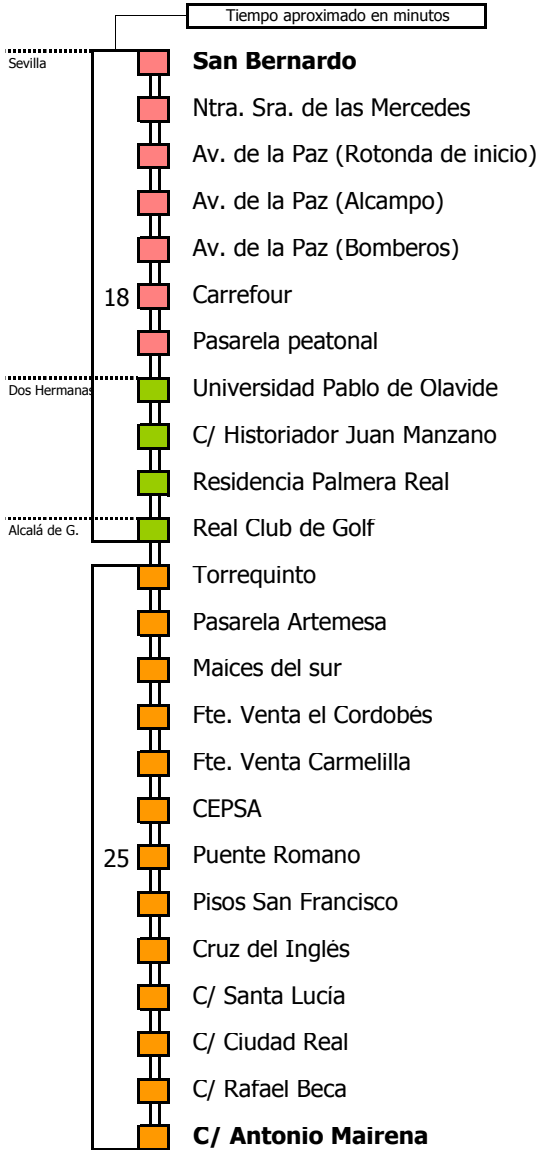 Tiempo aproximado en minutos
Sevilla
San Bernardo
Ntra. Sra. de las Mercedes
Av. de la Paz (Rotonda de inicio)
Av. de la Paz (Alcampo)
Av. de la Paz (Bomberos)
18
Carrefour
Pasarela peatonal
Dos Hermanas
Universidad Pablo de Olavide
C/ Historiador Juan Manzano
Residencia Palmera Real
Alcalá de G.
Real Club de Golf
Torrequinto
Pasarela Artemesa
Maices del sur
Fte. Venta el Cordobés
Fte. Venta Carmelilla
CEPSA
25
Puente Romano
Pisos San Francisco
Cruz del Inglés
C/ Santa Lucía
C/ Ciudad Real
C/ Rafael Beca
C/ Antonio Mairena